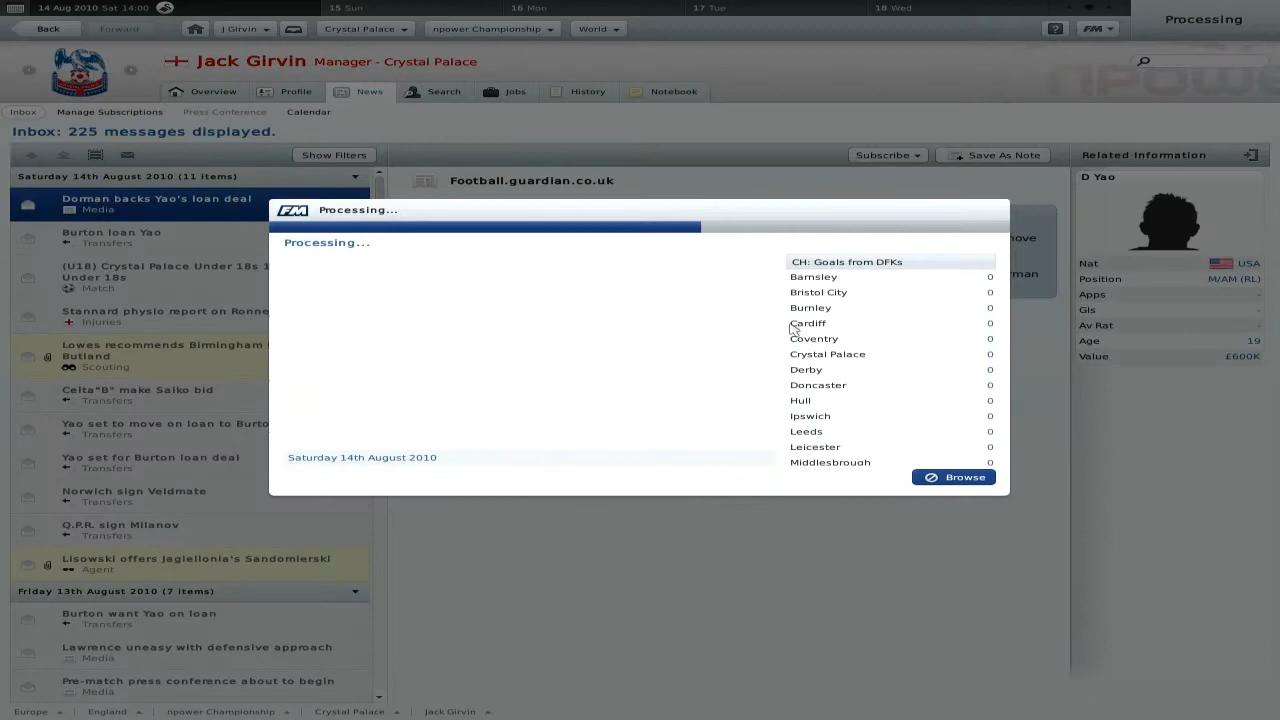 14 Aug 2010 Sat 14:00
15 Sun
16 Mon
17 Tue
18 Wed
Processing
Back
Forward
J Girvin
Crystal Palace
npower Championship
World
?
FM
Jack Girvin Manager - Crystal Palace
Overview
Profile
News
Search
Jobs
History
Notebook
Inbox
Manage Subscriptions
Press Conference
Calendar
Inbox: 225 messages displayed.
Show Filters
Subscribe
Save As Note
Related Information
Saturday 14th August 2010 (11 items)
Dorman backs Yao's loan deal
Media
Burton loan Yao
Transfers
(U18) Crystal Palace Under 18s 1
Under 18s
Match
Stannard physio report on Ronne
Injuries
Lowes recommends Birmingham
Butland
Scouting
Celta"B" make Saiko bid
Transfers
Yao set to move on loan to Burto
Transfers
Yao set for Burton loan deal
Transfers
Norwich sign Veldmate
Transfers
Q.P.R. sign Milanov
Transfers
Lisowski offers Jagiellonia's Sandomierski
Agent
Friday 13th August 2010 (7 items)
Burton want Yao on loan
Transfers
Lawrence uneasy with defensive approach
Media
Pre-match press conference about to begin
Media
Football.guardian.co.uk
move
rman
FM Processing...
Processing...
CH: Goals from DFKs
Barnsley 0
Bristol City 0
Burnley 0
Cardiff 0
Coventry 0
Crystal Palace 0
Derby 0
Doncaster 0
Hull 0
Ipswich 0
Leeds 0
Leicester 0
Middlesbrough 0
Saturday 14th August 2010
Browse
D Yao
Nat USA
Position M/AM (RL)
Apps -
Gls -
Av Rat -
Age 19
Value £600K
Europe
England
npower Championship
Crystal Palace
Jack Girvin